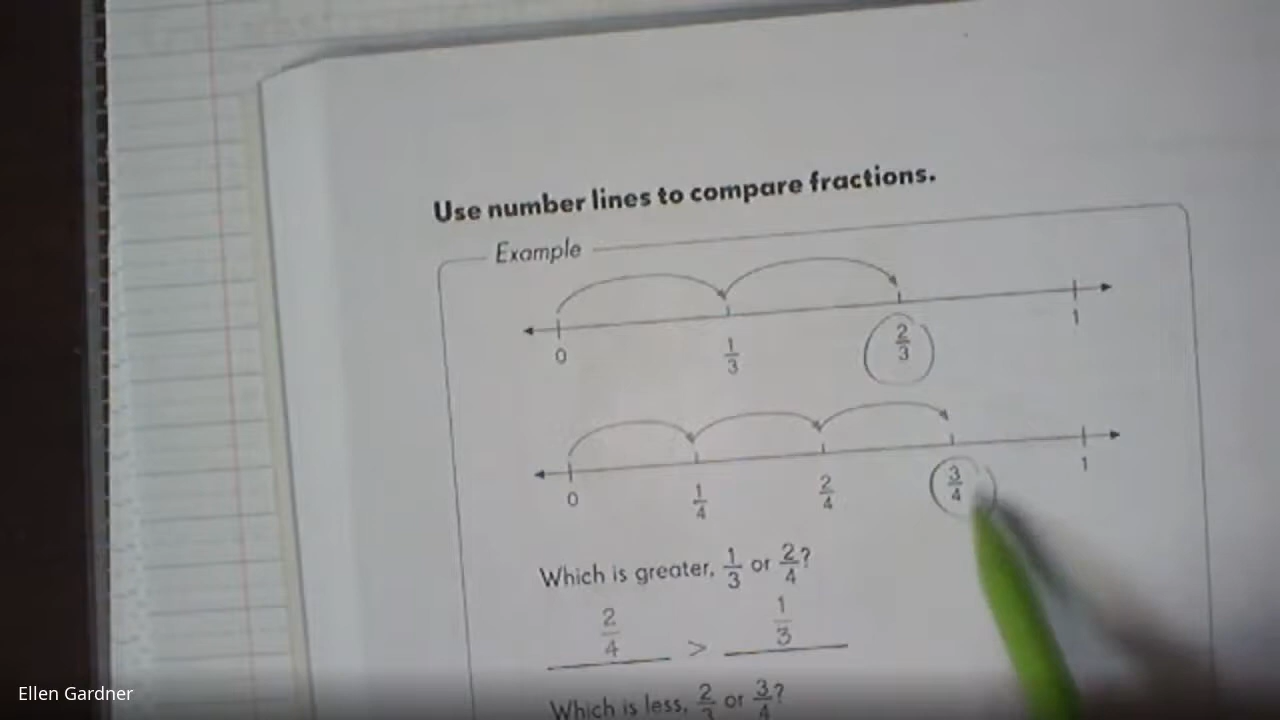 Use number lines to compare fractions.
Example
0 1/3 2/3 1
0 1/4 2/4 3/4 1
Which is greater, 1/3 or 2/4?
2/4 > 1/3
Which is less, 2/3 or 3/4?
Ellen Gardner